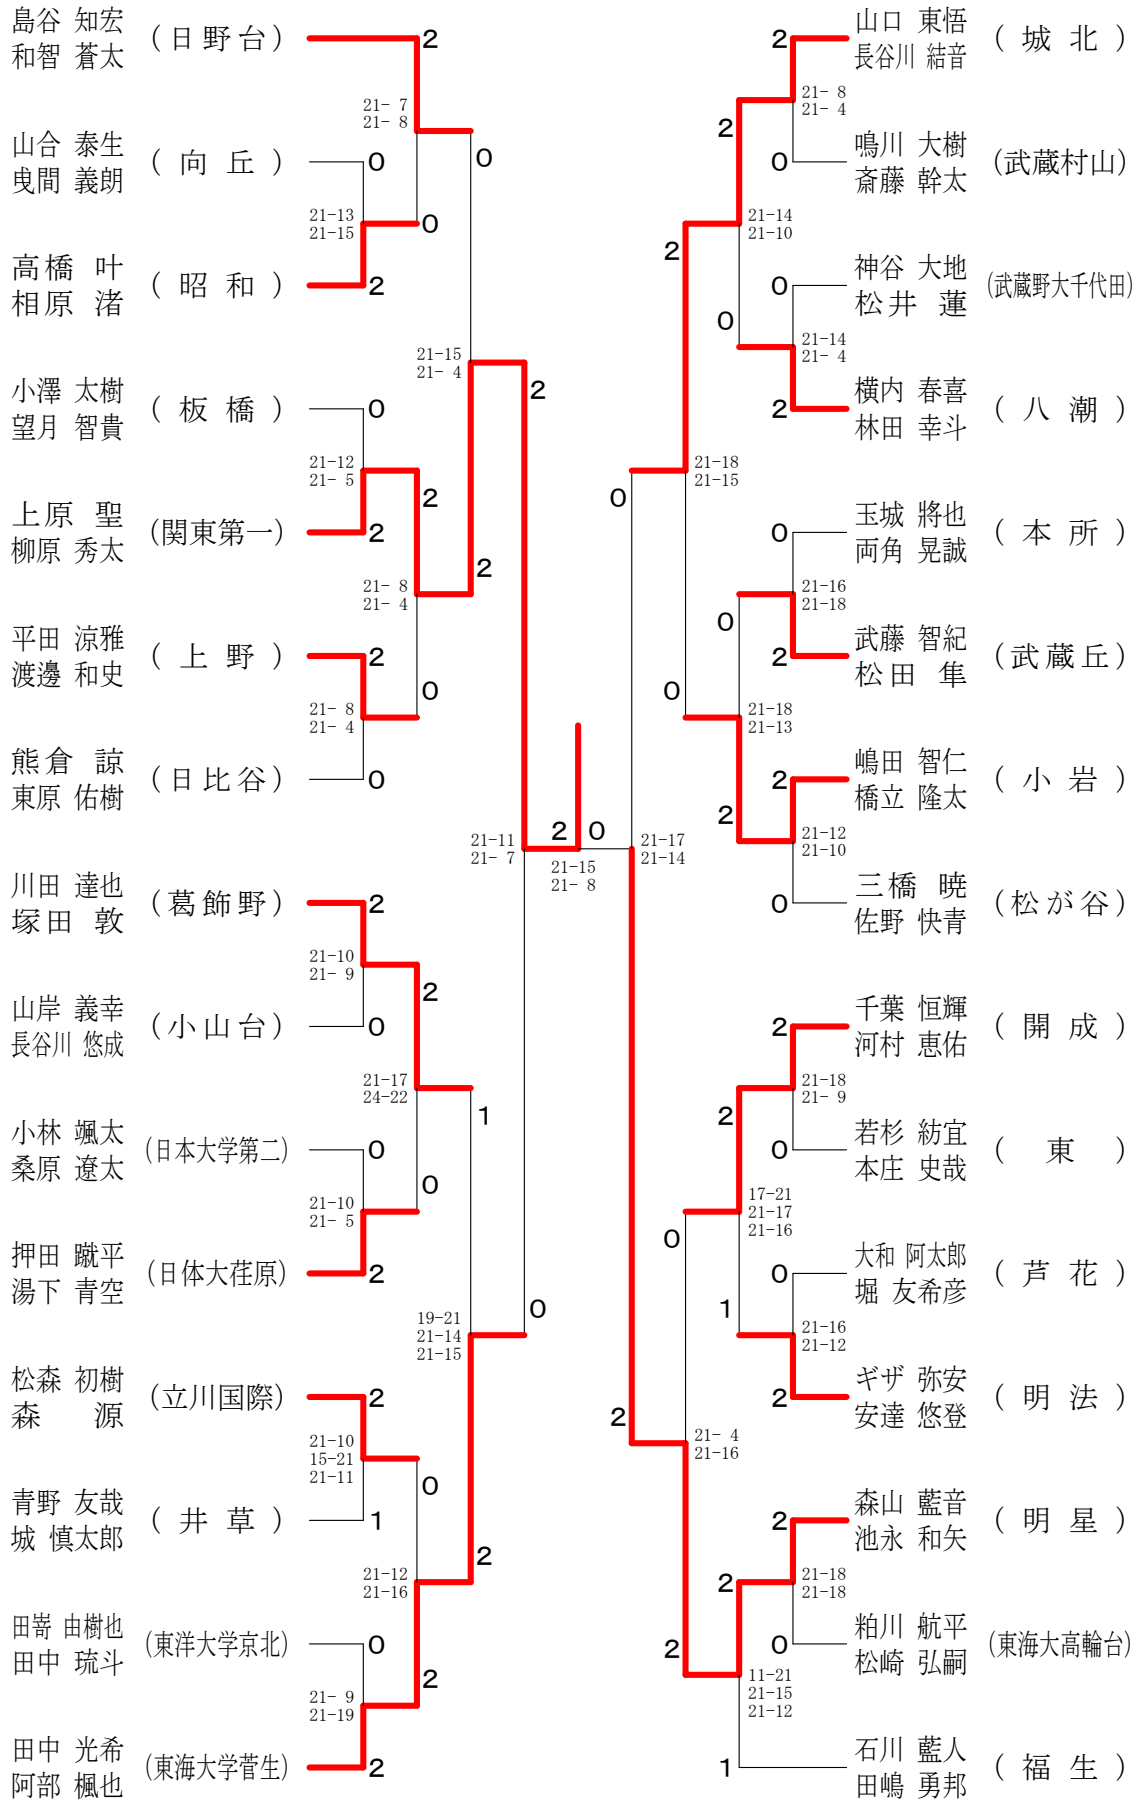 島谷 知宏
和智 蒼太
(日野台)
2
21- 7
21- 8
0
山合 泰生
曵間 義朗
(向丘)
0
21-13
21-15
0
高橋 叶
相原 渚
(昭和)
2
21-15
21- 4
2
小澤 太樹
望月 智貴
(板橋)
0
21-12
21- 5
2
上原 聖
柳原 秀太
(関東第一)
2
2
21- 8
21- 4
平田 涼雅
渡邊 和史
(上野)
2
0
21- 8
21- 4
熊倉 諒
東原 佑樹
(日比谷)
0
21-11
21- 7
2
0
21-15
21- 8
川田 達也
塚田 敦
(葛飾野)
2
21-10
21- 9
2
山岸 義幸
長谷川 悠成
(小山台)
0
21-17
24-22
1
小林 颯太
桑原 遼太
(日本大学第二)
0
0
21-10
21- 5
押田 蹴平
湯下 青空
(日体大荏原)
2
0
19-21
21-14
21-15
松森 初樹
森 源
(立川国際)
2
21-10
15-21
21-11
0
青野 友哉
城 慎太郎
(井草)
1
2
21-12
21-16
田嵜 由樹也
田中 琉斗
(東洋大学京北)
0
2
21- 9
21-19
田中 光希
阿部 楓也
(東海大学菅生)
2
山口 東悟
長谷川 結音
(城北)
2
21- 8
21- 4
2
鳴川 大樹
斎藤 幹太
(武蔵村山)
0
21-14
21-10
2
神谷 大地
松井 蓮
(武蔵野大千代田)
0
0
21-14
21- 4
横内 春喜
林田 幸斗
(八潮)
2
21-18
21-15
0
玉城 將也
両角 晃誠
(本所)
0
21-16
21-18
0
武藤 智紀
松田 隼
(武蔵丘)
2
0
21-18
21-13
嶋田 智仁
橋立 隆太
(小岩)
2
2
21-12
21-10
21-17
21-14
三橋 暁
佐野 快青
(松が谷)
0
千葉 恒輝
河村 恵佑
(開成)
2
21-18
21- 9
2
若杉 紡宜
本庄 史哉
(東)
0
17-21
21-17
21-16
0
大和 阿太郎
堀 友希彦
(芦花)
0
1
21-16
21-12
ギザ 弥安
安達 悠登
(明法)
2
2
21- 4
21-16
森山 藍音
池永 和矢
(明星)
2
21-18
21-18
2
粕川 航平
松崎 弘嗣
(東海大高輪台)
0
2
11-21
21-15
21-12
石川 藍人
田嶋 勇邦
(福生)
1